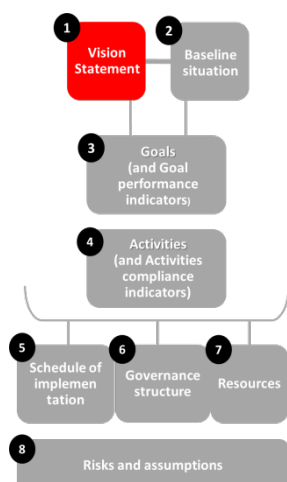 1
Vision
Statement
2
Baseline
situation
3
Goals
(and Goal
performance
indicators)
4
Activities
(and Activities
compliance
indicators)
5
Schedule of
implemen
tation
6
Governance
structure
7
Resources
8
Risks and assumptions